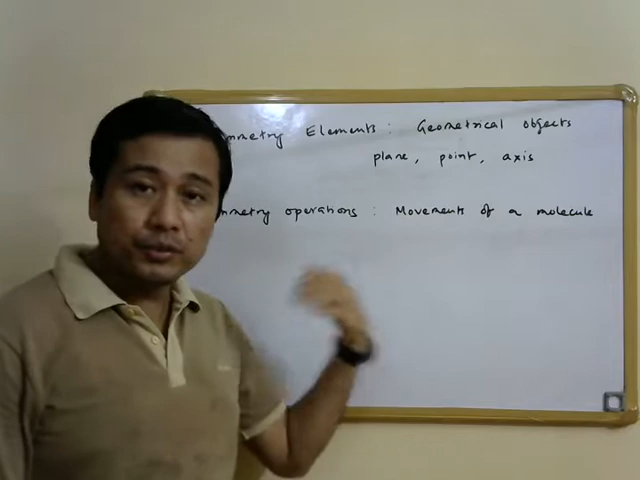 mmetry Elements : Geometrical objects
plane, point, axis
mmetry operations : Movements of a molecule